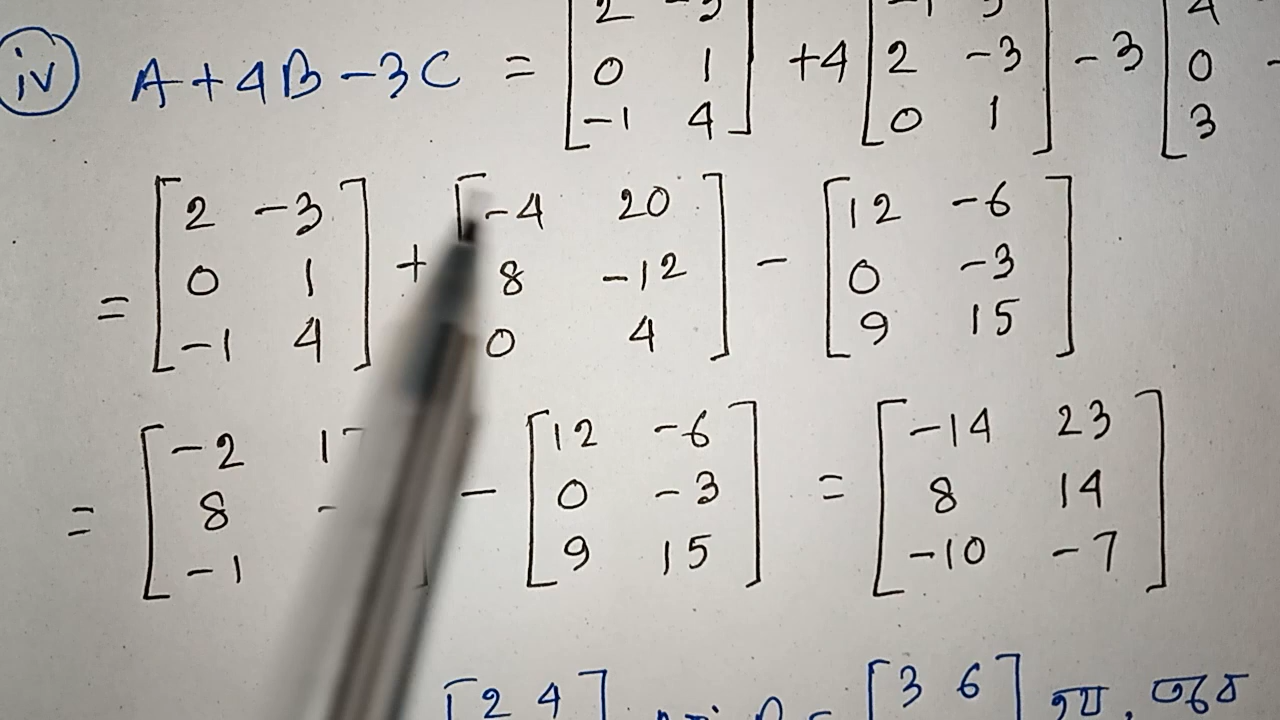 2 -3 -1 5 4
iv A+4B-3C = [0 1] +4 [2 -3] -3 [0 -
-1 4 0 1 3
2 -3 -4 20 12 -6
= [0 1] + [8 -12] - [0 -3]
-1 4 0 4 9 15
-2 1 12 -6 -14 23
= [8 -] - [0 -3] = [8 14]
-1 9 15 -10 -7
[2 4] [3 6]